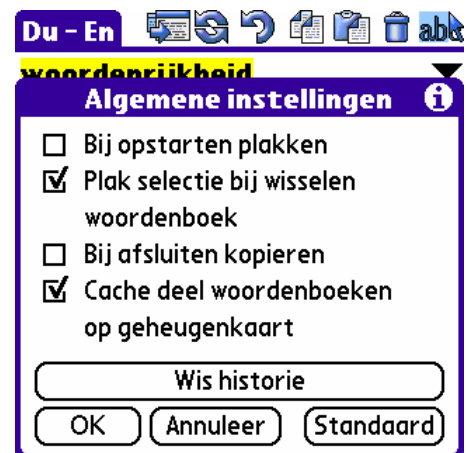 Du - En
abc
woordenrijkheid
Algemene instellingen
Bij opstarten plakken
Plak selectie bij wisselen
woordenboek
Bij afsluiten kopieren
Cache deel woordenboeken
op geheugenkaart
Wis historie
OK Annuleer Standaard